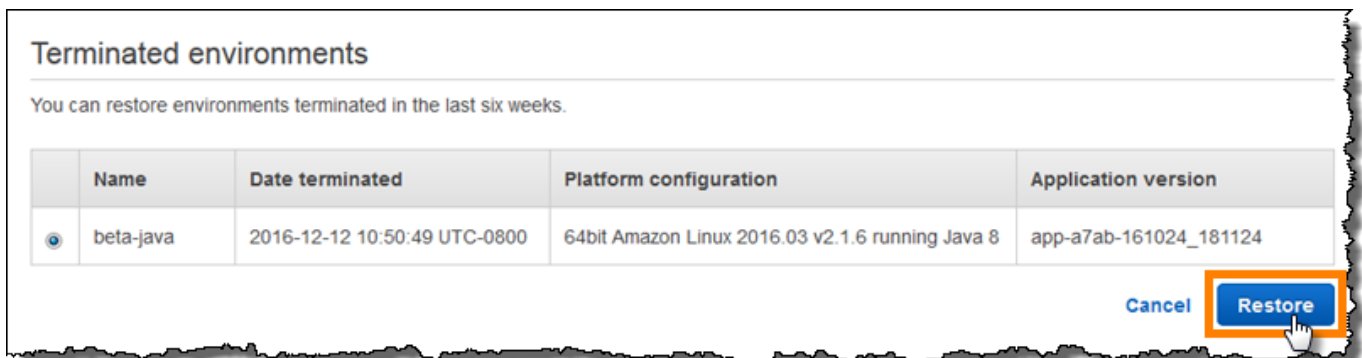 Terminated environments
You can restore environments terminated in the last six weeks.
Name Date terminated Platform configuration Application version
beta-java 2016-12-12 10:50:49 UTC-0800 64bit Amazon Linux 2016.03 v2.1.6 running Java 8 app-a7ab-161024_181124
Cancel Restore